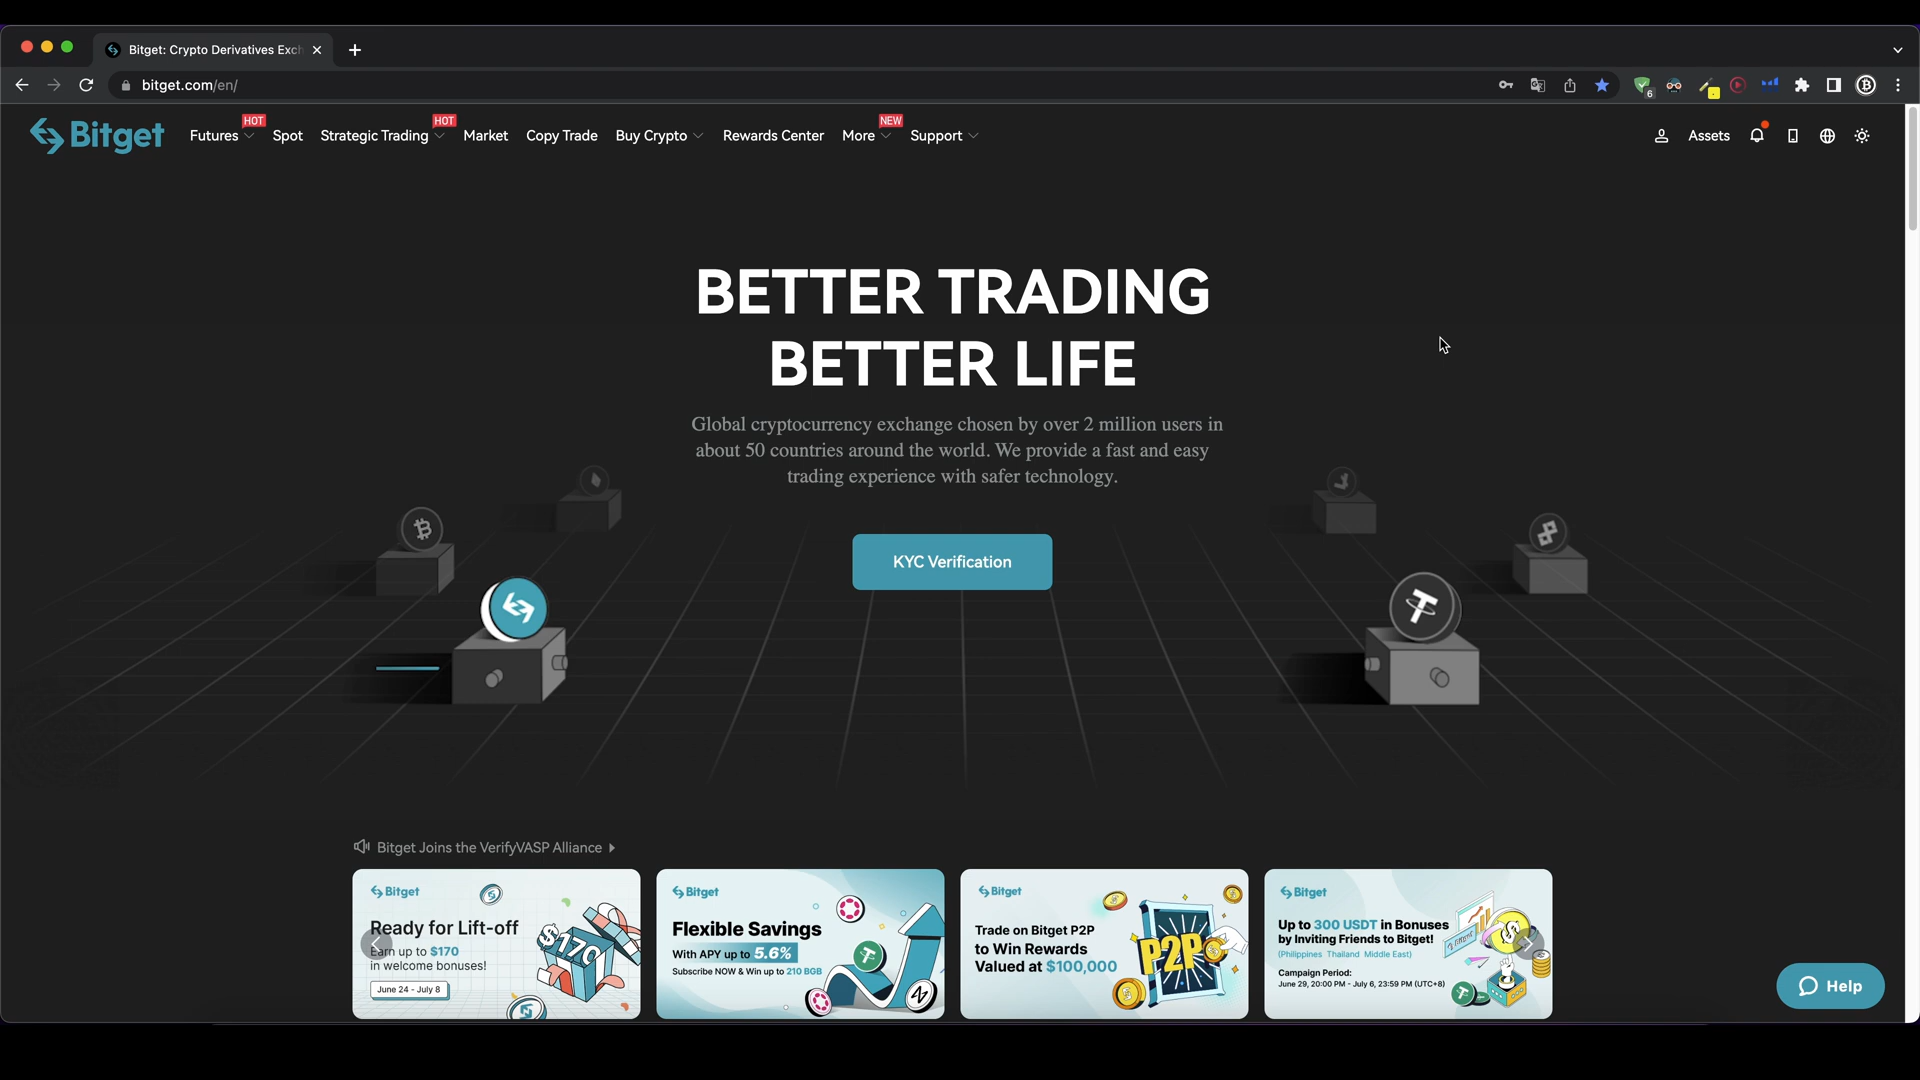 Bitget: Crypto Derivatives Exch
bitget.com/en/
6
Bitget
Futures
HOT
Spot
Strategic Trading
HOT
Market
Copy Trade
Buy Crypto
Rewards Center
More
NEW
Support
Assets
BETTER TRADING
BETTER LIFE
Global cryptocurrency exchange chosen by over 2 million users in
about 50 countries around the world. We provide a fast and easy
trading experience with safer technology.
KYC Verification
Bitget Joins the VerifyVASP Alliance
Bitget
Ready for Lift-off
Earn up to $170
in welcome bonuses!
June 24 - July 8
$170
Bitget
Flexible Savings
With APY up to 5.6%
Subscribe NOW & Win up to 210 BGB
Bitget
Trade on Bitget P2P
to Win Rewards
Valued at $100,000
P2P
Bitget
Up to 300 USDT in Bonuses
by Inviting Friends to Bitget!
(Philippines Thailand Middle East)
Campaign Period:
June 29, 20:00 PM - July 6, 23:59 PM (UTC+8)
Help